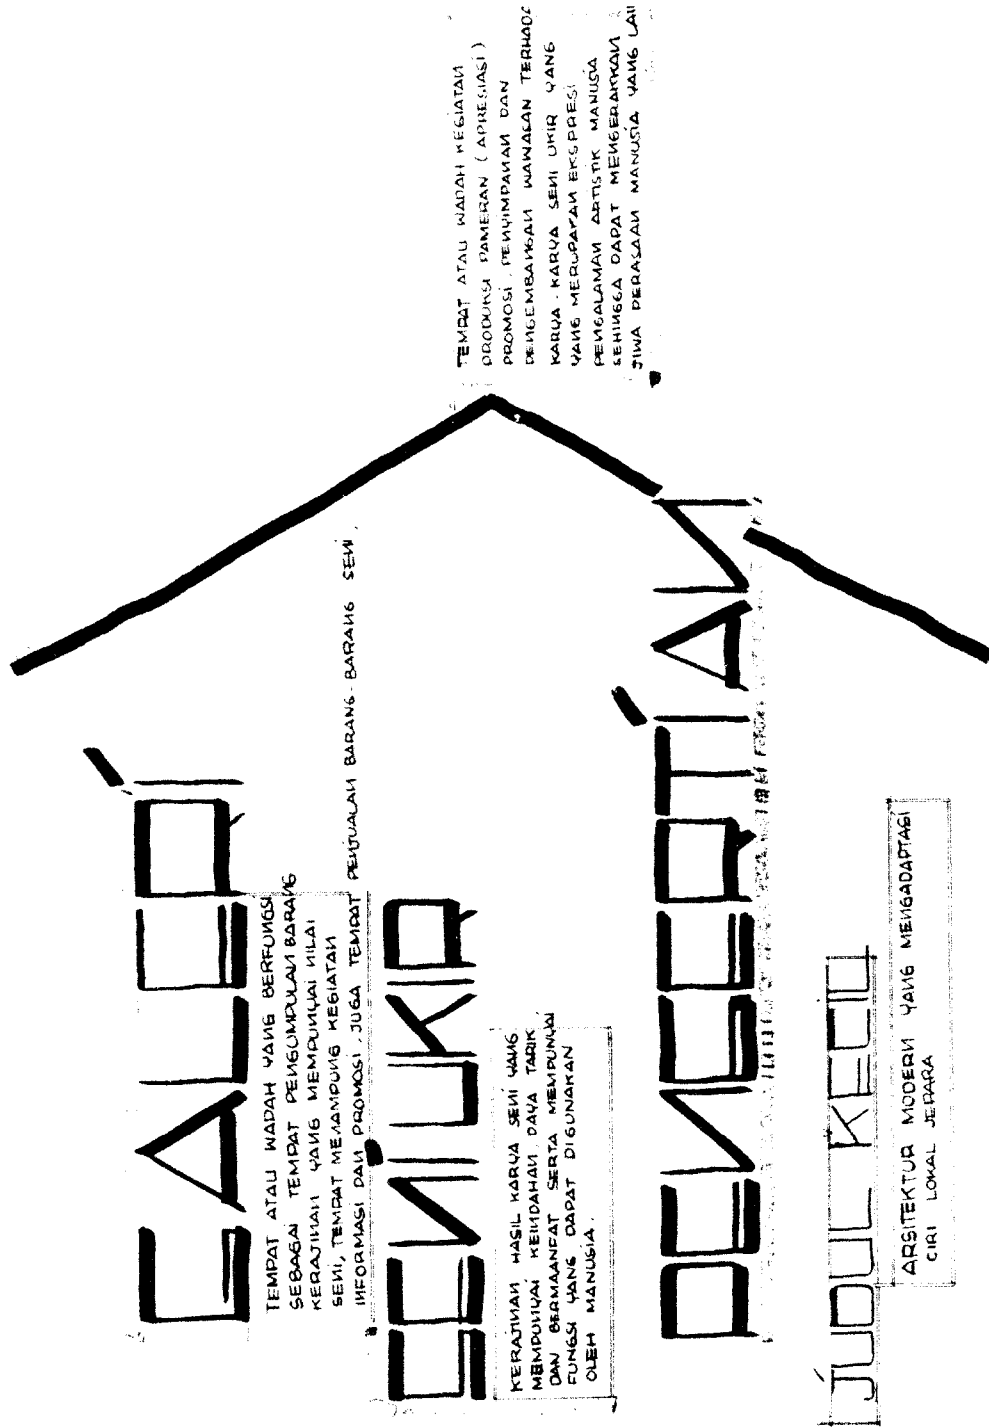 GALERI
TEMPAT ATAU WADAH YANG BERFUNGSI
SEBAGAI TEMPAT PENGUMPULAN BARANG
KERAJINAN YANG MEMPUNYAI NILAI
SENI, TEMPAT MENAMPUNG KEGIATAN
INFORMASI DAN PROMOSI, JUGA TEMPAT PENJUALAN BARANG-BARANG SENI.
SENI UKIR
KERAJINAN HASIL KARYA SENI YANG
MEMPUNYAI KEINDAHAN, DAYA TARIK
DAN BERMANFAAT SERTA MEMPUNYAI
FUNGSI YANG DAPAT DIGUNAKAN
OLEH MANUSIA.
PENGERTIAN
TEMPAT ATAU WADAH KEGIATAN
PRODUKSI PAMERAN (APRESIASI)
PROMOSI, PENYIMPANAN DAN
PENGEMBANGAN WAWASAN TERHADAP
KARYA-KARYA SENI UKIR YANG
YANG MERUPAKAN EKSPRESI
PENGALAMAN ARTISTIK MANUSIA
SEHINGGA DAPAT MENGERAKKAN
JIWA PERASAAN MANUSIA YANG LAIN
JUDUL KECIL
ARSITEKTUR MODERN YANG MENGADAPTASI
CIRI LOKAL JEPARA